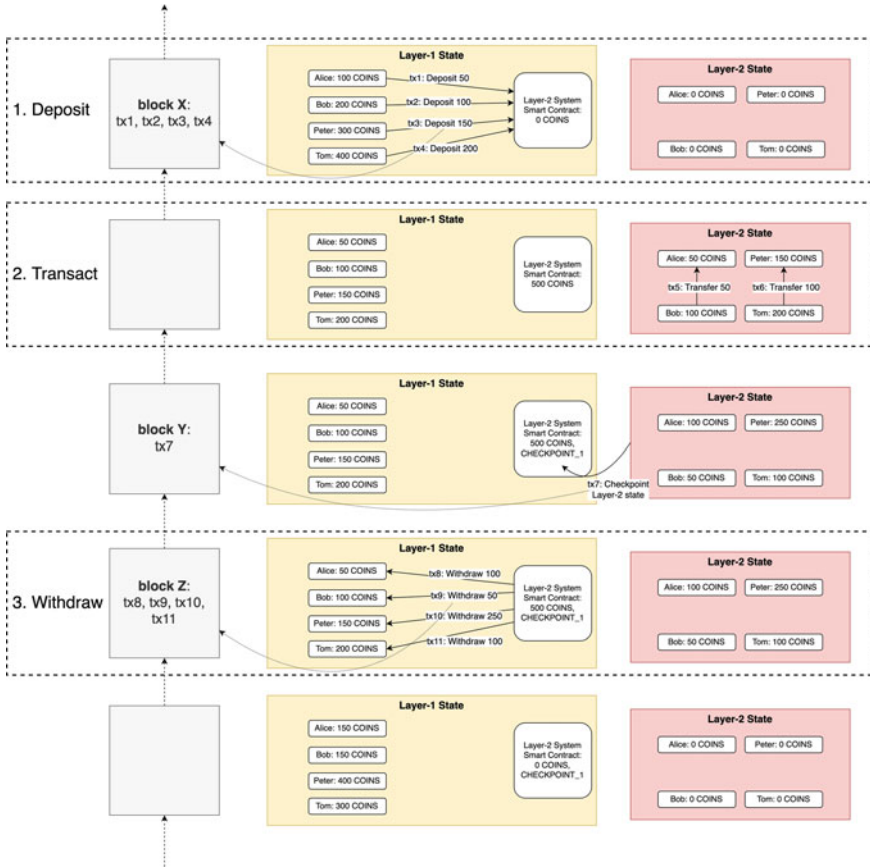 1. Deposit
block X:
tx1, tx2, tx3, tx4
Layer-1 State
Alice: 100 COINS
Bob: 200 COINS
Peter: 300 COINS
Tom: 400 COINS
tx1: Deposit 50
tx2: Deposit 100
tx3: Deposit 150
tx4: Deposit 200
Layer-2 System
Smart Contract:
0 COINS
Layer-2 State
Alice: 0 COINS
Peter: 0 COINS
Bob: 0 COINS
Tom: 0 COINS
2. Transact
Layer-1 State
Alice: 50 COINS
Bob: 100 COINS
Peter: 150 COINS
Tom: 200 COINS
Layer-2 System
Smart Contract:
500 COINS
Layer-2 State
Alice: 50 COINS
Peter: 150 COINS
tx5: Transfer 50
tx6: Transfer 100
Bob: 100 COINS
Tom: 200 COINS
block Y:
tx7
Layer-1 State
Alice: 50 COINS
Bob: 100 COINS
Peter: 150 COINS
Tom: 200 COINS
Layer-2 System
Smart Contract:
500 COINS,
CHECKPOINT_1
tx7: Checkpoint
Layer-2 state
Layer-2 State
Alice: 100 COINS
Peter: 250 COINS
Bob: 50 COINS
Tom: 100 COINS
3. Withdraw
block Z:
tx8, tx9, tx10,
tx11
Layer-1 State
Alice: 50 COINS
Bob: 100 COINS
Peter: 150 COINS
Tom: 200 COINS
tx8: Withdraw 100
tx9: Withdraw 50
tx10: Withdraw 250
tx11: Withdraw 100
Layer-2 System
Smart Contract:
500 COINS,
CHECKPOINT_1
Layer-2 State
Alice: 100 COINS
Peter: 250 COINS
Bob: 50 COINS
Tom: 100 COINS
Layer-1 State
Alice: 150 COINS
Bob: 150 COINS
Peter: 400 COINS
Tom: 300 COINS
Layer-2 System
Smart Contract:
0 COINS,
CHECKPOINT_1
Layer-2 State
Alice: 0 COINS
Peter: 0 COINS
Bob: 0 COINS
Tom: 0 COINS